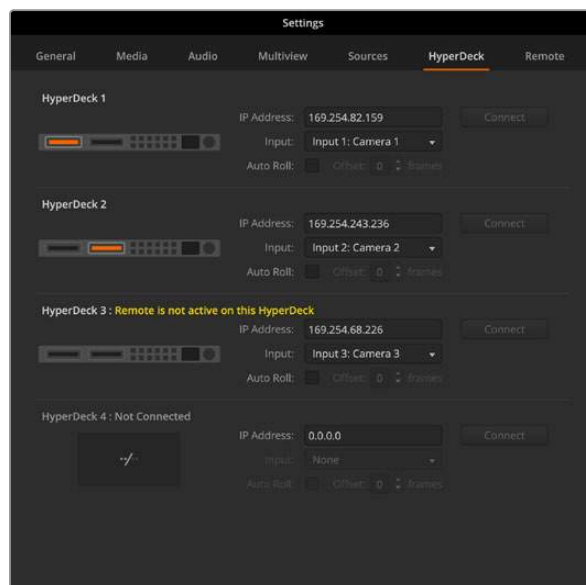 Settings
General Media Audio Multiview Sources HyperDeck Remote
HyperDeck 1
IP Address: 169.254.82.159 Connect
Input: Input 1: Camera 1
Auto Roll: Offset: 0 frames
HyperDeck 2
IP Address: 169.254.243.236 Connect
Input: Input 2: Camera 2
Auto Roll: Offset: 0 frames
HyperDeck 3 : Remote is not active on this HyperDeck
IP Address: 169.254.68.226 Connect
Input: Input 3: Camera 3
Auto Roll: Offset: 0 frames
HyperDeck 4 : Not Connected
IP Address: 0.0.0.0 Connect
--/--
Input: None
Auto Roll: Offset: 0 frames